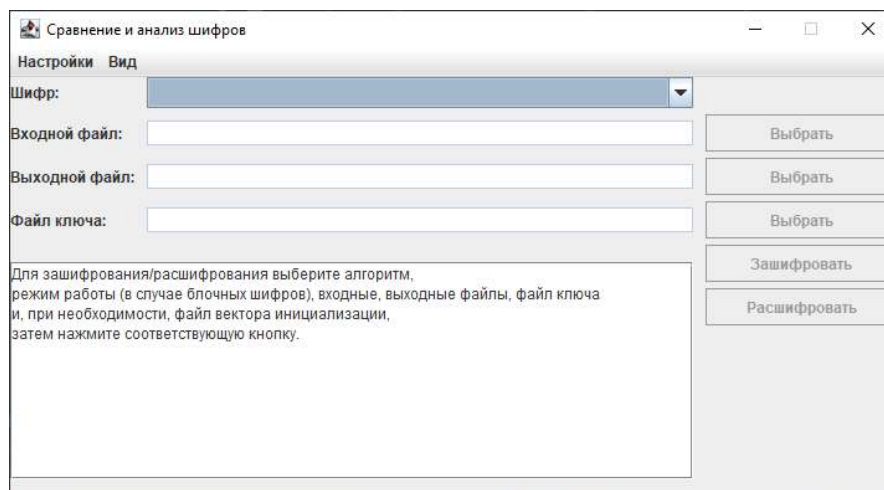 Сравнение и анализ шифров
Настройки Вид
Шифр:
Входной файл:
Выбрать
Выходной файл:
Выбрать
Файл ключа:
Выбрать
Зашифровать
Расшифровать
Для зашифрования/расшифрования выберите алгоритм,
режим работы (в случае блочных шифров), входные, выходные файлы, файл ключа
и, при необходимости, файл вектора инициализации,
затем нажмите соответствующую кнопку.